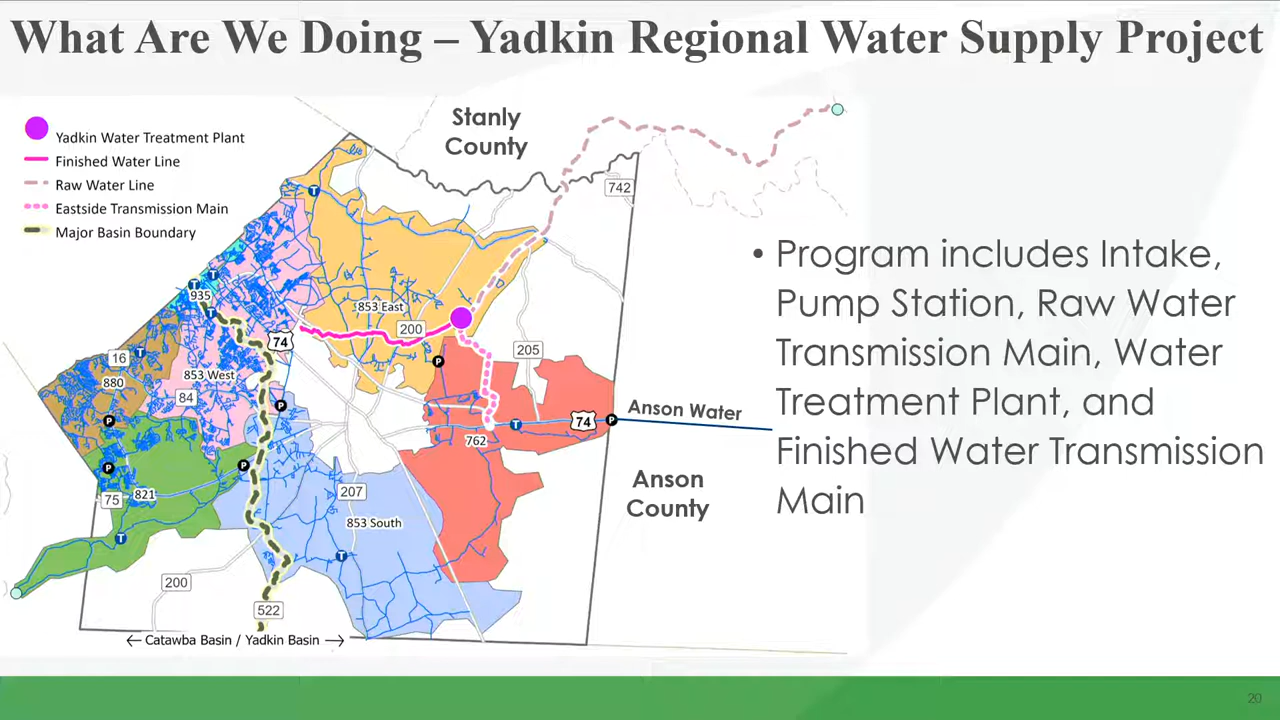 What Are We Doing – Yadkin Regional Water Supply Project
Yadkin Water Treatment Plant
Finished Water Line
Raw Water Line
Eastside Transmission Main
Major Basin Boundary
Stanly
County
742
T
T
T
935
T
853 East
200
74
16
T
880
853 West
84
P
205
P
P
Anson Water
74
P
T
762
P
P
75
821
207
853 South
Anson
County
T
T
200
522
← Catawba Basin / Yadkin Basin →
• Program includes Intake,
Pump Station, Raw Water
Transmission Main, Water
Treatment Plant, and
Finished Water Transmission
Main
20